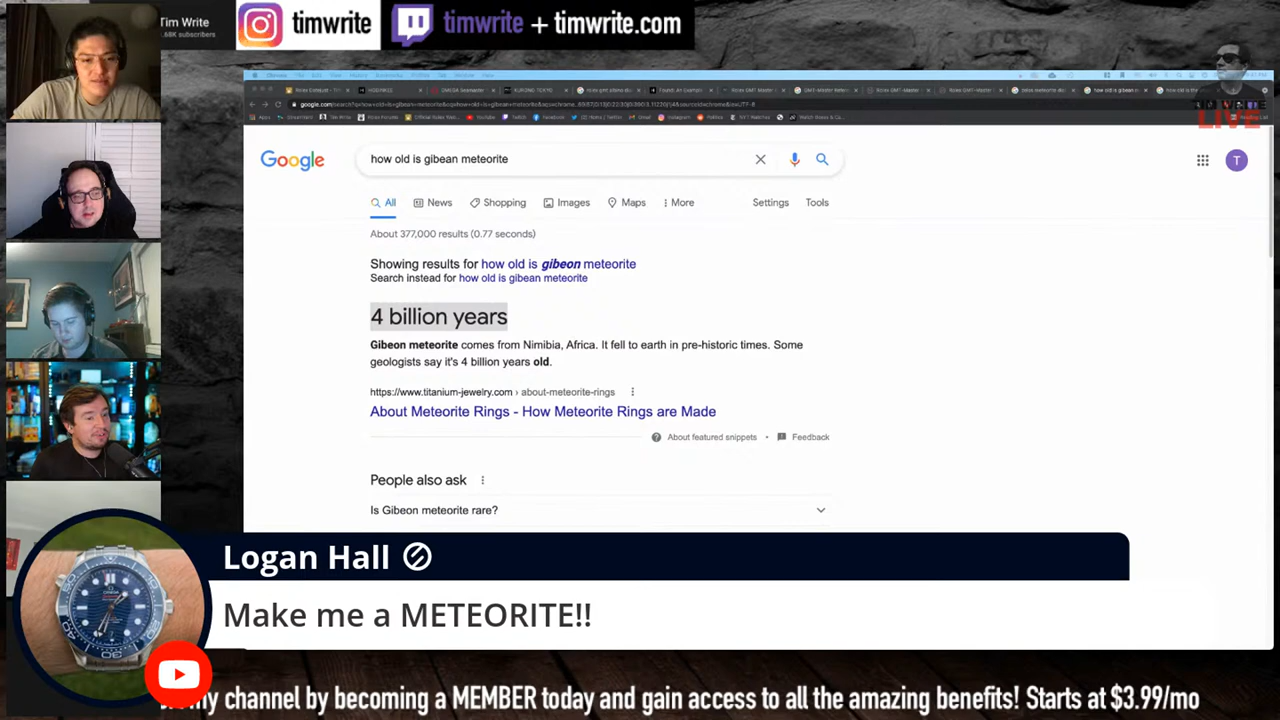 Tim Write
.68K subscribers
timwrite
timwrite + timwrite.com
LIVE
Google
how old is gibean meteorite
All
News
Shopping
Images
Maps
More
Settings
Tools
About 377,000 results (0.77 seconds)
Showing results for how old is gibeon meteorite
Search instead for how old is gibean meteorite
4 billion years
Gibeon meteorite comes from Nimibia, Africa. It fell to earth in pre-historic times. Some
geologists say it's 4 billion years old.
https://www.titanium-jewelry.com › about-meteorite-rings
About Meteorite Rings - How Meteorite Rings are Made
About featured snippets
Feedback
People also ask
Is Gibeon meteorite rare?
Logan Hall
Make me a METEORITE!!
my channel by becoming a MEMBER today and gain access to all the amazing benefits! Starts at $3.99/mo